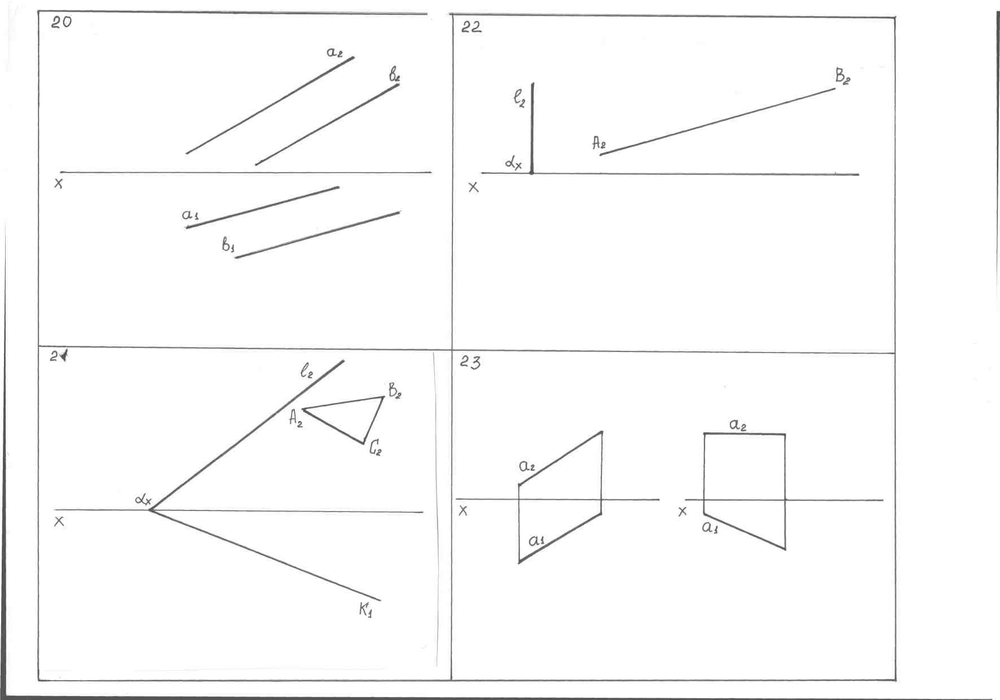 20
a₂
b₂
x
a₁
b₁
22
l₂
B₂
A₂
αx
x
21
l₂
B₂
A₂
C₂
αx
x
K₁
23
a₂
a₂
x
x
a₁
a₁